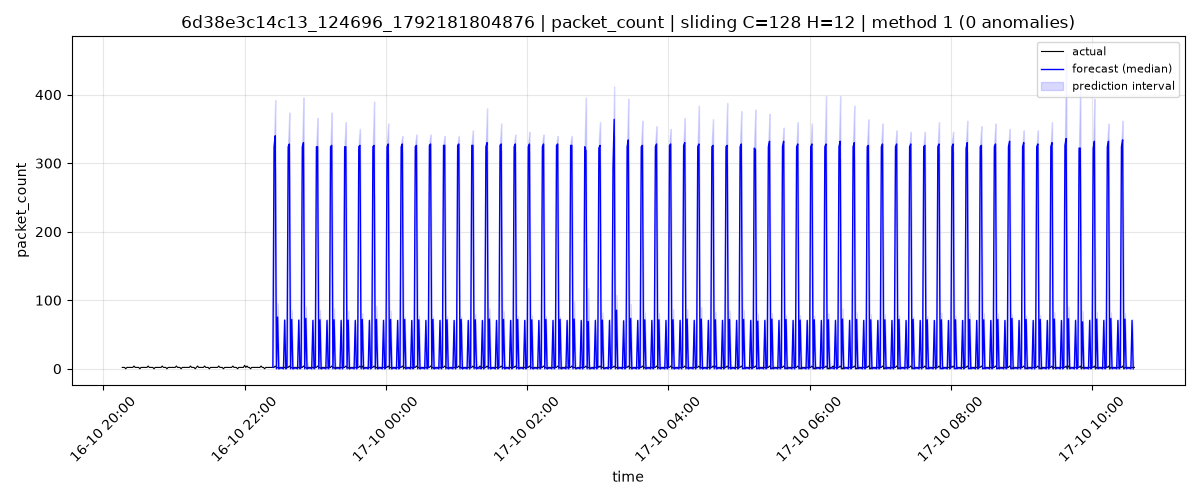 6d38e3c14c13_124696_1792181804876 | packet_count | sliding C=128 H=12 | method 1 (0 anomalies)
actual
forecast (median)
prediction interval
packet_count
400
300
200
100
0
16-10 20:00
16-10 22:00
17-10 00:00
17-10 02:00
17-10 04:00
17-10 06:00
17-10 08:00
17-10 10:00
time